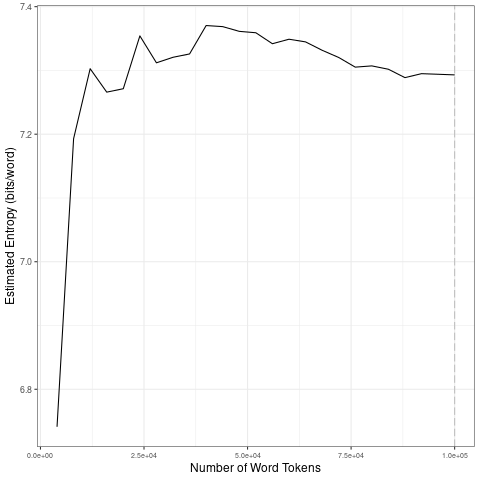 7.4
7.2
7.0
6.8
Estimated Entropy (bits/word)
0.0e+00 2.5e+04 5.0e+04 7.5e+04 1.0e+05
Number of Word Tokens